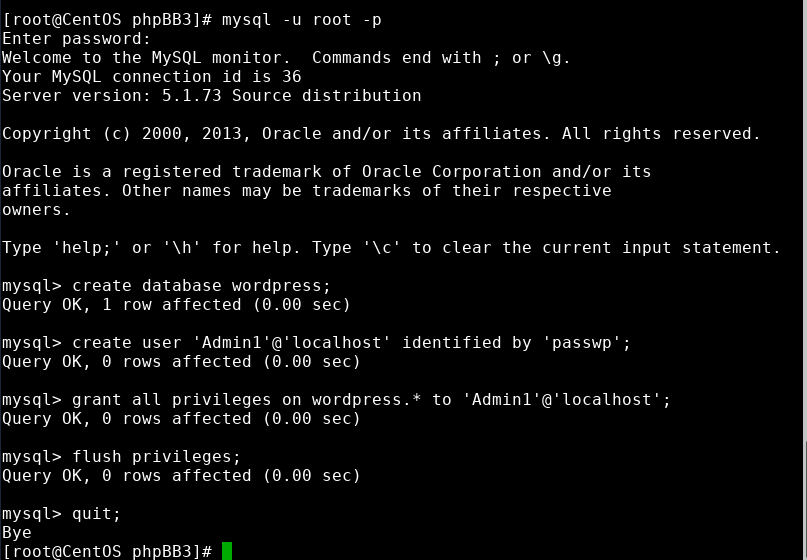 [root@CentOS phpBB3]# mysql -u root -p
Enter password:
Welcome to the MySQL monitor.  Commands end with ; or \g.
Your MySQL connection id is 36
Server version: 5.1.73 Source distribution

Copyright (c) 2000, 2013, Oracle and/or its affiliates. All rights reserved.

Oracle is a registered trademark of Oracle Corporation and/or its
affiliates. Other names may be trademarks of their respective
owners.

Type 'help;' or '\h' for help. Type '\c' to clear the current input statement.

mysql> create database wordpress;
Query OK, 1 row affected (0.00 sec)

mysql> create user 'Admin1'@'localhost' identified by 'passwp';
Query OK, 0 rows affected (0.00 sec)

mysql> grant all privileges on wordpress.* to 'Admin1'@'localhost';
Query OK, 0 rows affected (0.00 sec)

mysql> flush privileges;
Query OK, 0 rows affected (0.00 sec)

mysql> quit;
Bye
[root@CentOS phpBB3]#